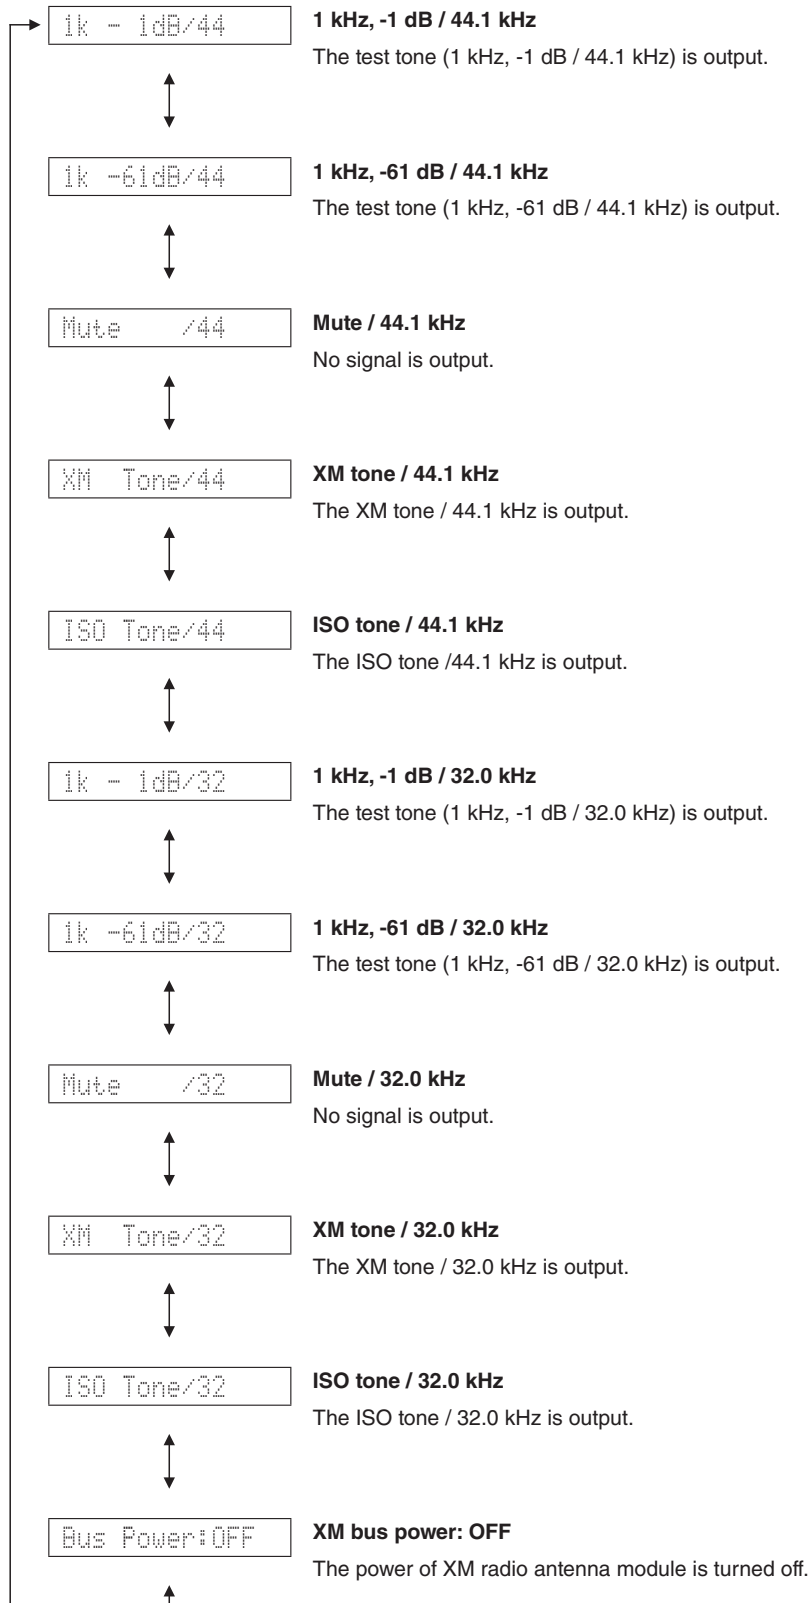 1k - 1dB/44
1 kHz, -1 dB / 44.1 kHz
The test tone (1 kHz, -1 dB / 44.1 kHz) is output.
1k -61dB/44
1 kHz, -61 dB / 44.1 kHz
The test tone (1 kHz, -61 dB / 44.1 kHz) is output.
Mute /44
Mute / 44.1 kHz
No signal is output.
XM Tone/44
XM tone / 44.1 kHz
The XM tone / 44.1 kHz is output.
ISO Tone/44
ISO tone / 44.1 kHz
The ISO tone /44.1 kHz is output.
1k - 1dB/32
1 kHz, -1 dB / 32.0 kHz
The test tone (1 kHz, -1 dB / 32.0 kHz) is output.
1k -61dB/32
1 kHz, -61 dB / 32.0 kHz
The test tone (1 kHz, -61 dB / 32.0 kHz) is output.
Mute /32
Mute / 32.0 kHz
No signal is output.
XM Tone/32
XM tone / 32.0 kHz
The XM tone / 32.0 kHz is output.
ISO Tone/32
ISO tone / 32.0 kHz
The ISO tone / 32.0 kHz is output.
Bus Power:OFF
XM bus power: OFF
The power of XM radio antenna module is turned off.